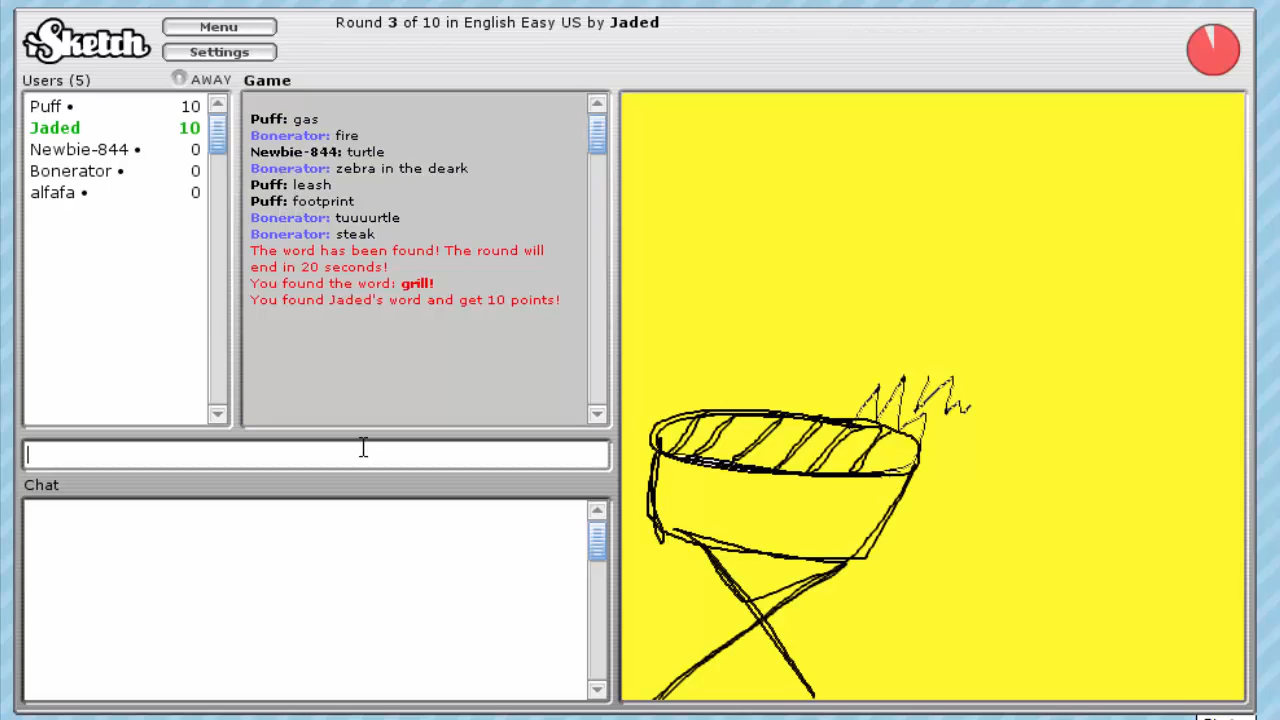 iSketch
Menu
Settings
Round 3 of 10 in English Easy US by Jaded
Users (5)
AWAY
Game
Puff • 10
Jaded 10
Newbie-844 • 0
Bonerator • 0
alfafa • 0
Puff: gas
Bonerator: fire
Newbie-844: turtle
Bonerator: zebra in the deark
Puff: leash
Puff: footprint
Bonerator: tuuuurtle
Bonerator: steak
The word has been found! The round will
end in 20 seconds!
You found the word: grill!
You found Jaded's word and get 10 points!
Chat